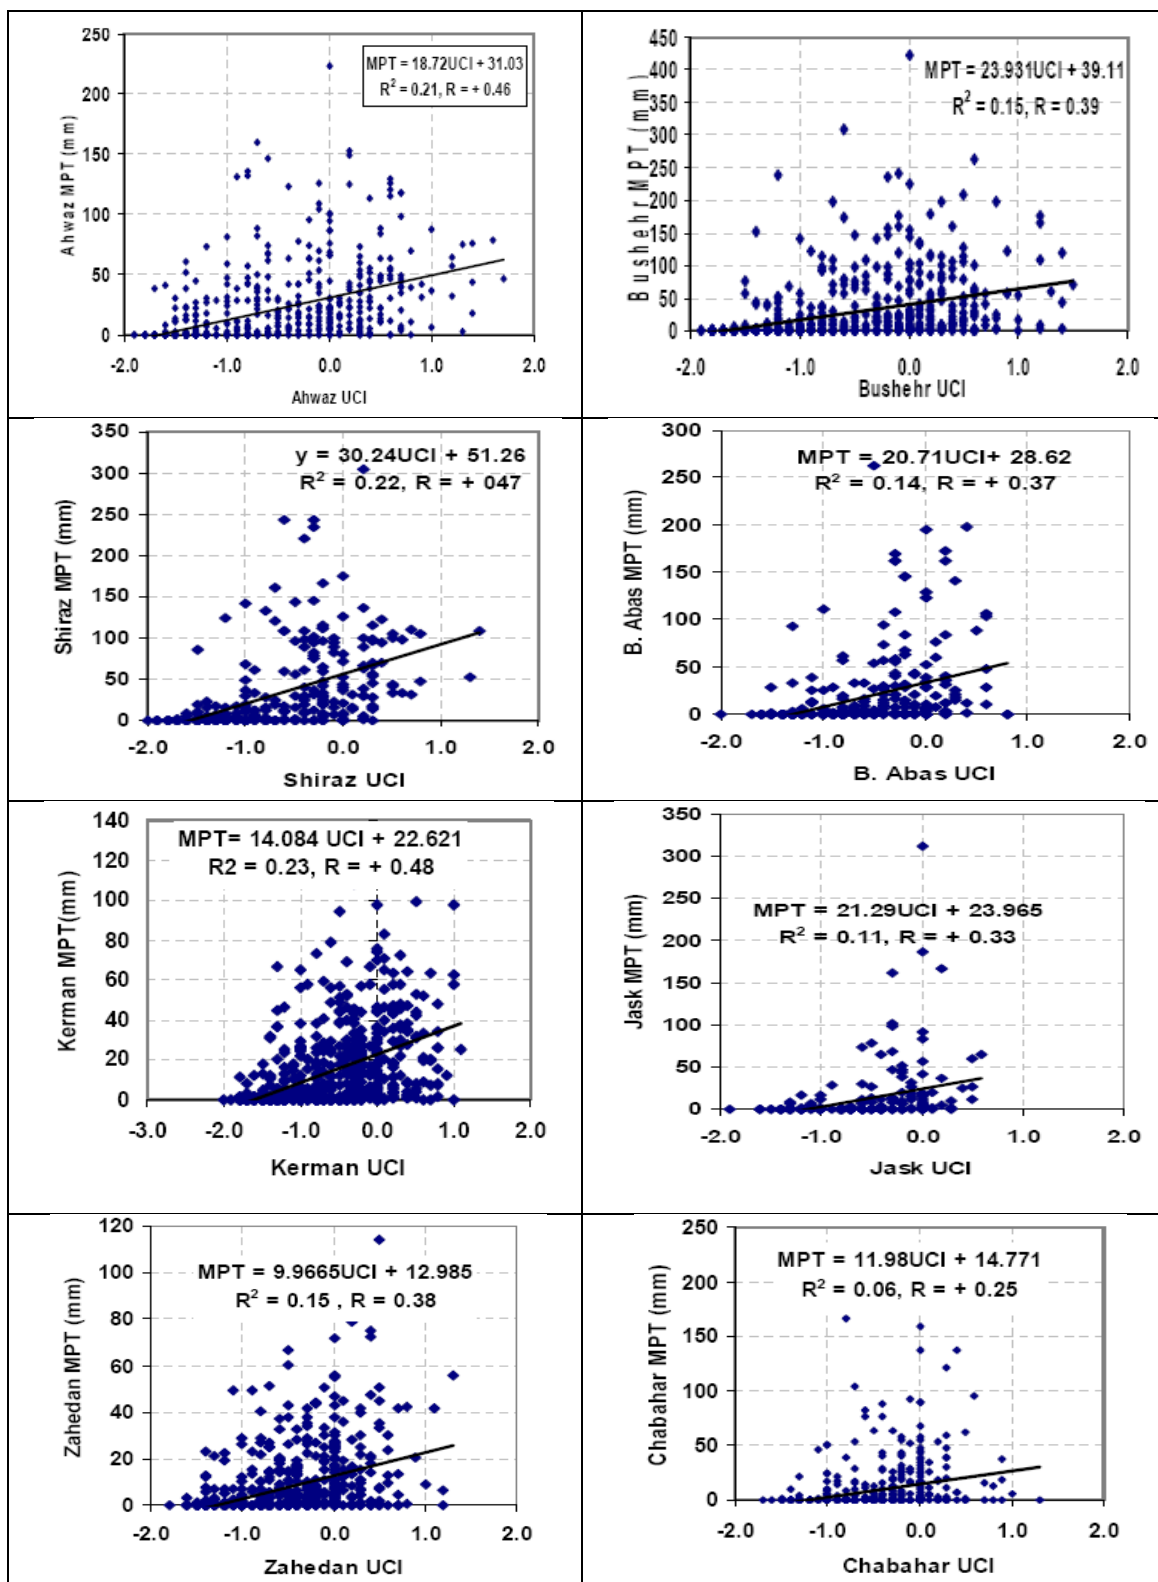 250
200
150
100
50
0
Ahwaz MPT (mm)
MPT = 18.72UCI + 31.03
R² = 0.21, R = + 0.46
-2.0 -1.0 0.0 1.0 2.0
Ahwaz UCI
450
400
350
300
250
200
150
100
50
0
Bushehr MPT (mm)
MPT = 23.931UCI + 39.11
R² = 0.15, R = 0.39
-2.0 -1.0 0.0 1.0 2.0
Bushehr UCI
350
300
250
200
150
100
50
0
Shiraz MPT (mm)
y = 30.24UCI + 51.26
R² = 0.22, R = + 047
-2.0 -1.0 0.0 1.0 2.0
Shiraz UCI
300
250
200
150
100
50
0
B. Abas MPT (mm)
MPT = 20.71UCI+ 28.62
R² = 0.14, R = + 0.37
-2.0 -1.0 0.0 1.0 2.0
B. Abas UCI
140
120
100
80
60
40
20
0
Kerman MPT(mm)
MPT= 14.084 UCI + 22.621
R2 = 0.23, R = + 0.48
-3.0 -2.0 -1.0 0.0 1.0 2.0
Kerman UCI
350
300
250
200
150
100
50
0
Jask MPT (mm)
MPT = 21.29UCI + 23.965
R² = 0.11, R = + 0.33
-2.0 -1.0 0.0 1.0 2.0
Jask UCI
120
100
80
60
40
20
0
Zahedan MPT (mm)
MPT = 9.9665UCI + 12.985
R² = 0.15 , R = 0.38
-2.0 -1.0 0.0 1.0 2.0
Zahedan UCI
250
200
150
100
50
0
Chabahar MPT (mm)
MPT = 11.98UCI + 14.771
R² = 0.06, R = + 0.25
-2.0 -1.0 0.0 1.0 2.0
Chabahar UCI